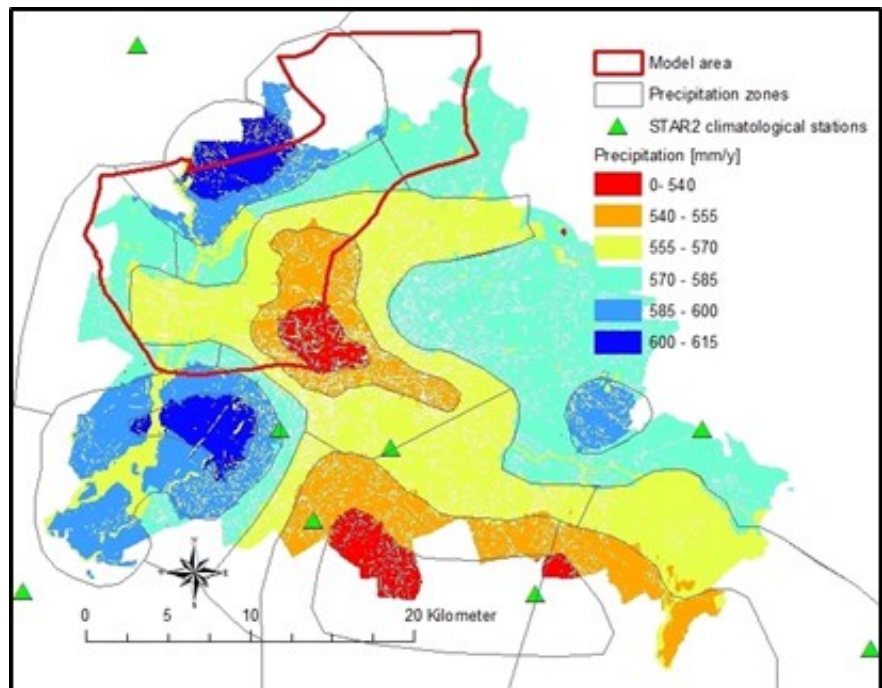 Model area
Precipitation zones
STAR2 climatological stations
Precipitation [mm/y]
0- 540
540 - 555
555 - 570
570 - 585
585 - 600
600 - 615
0 5 10 20 Kilometer